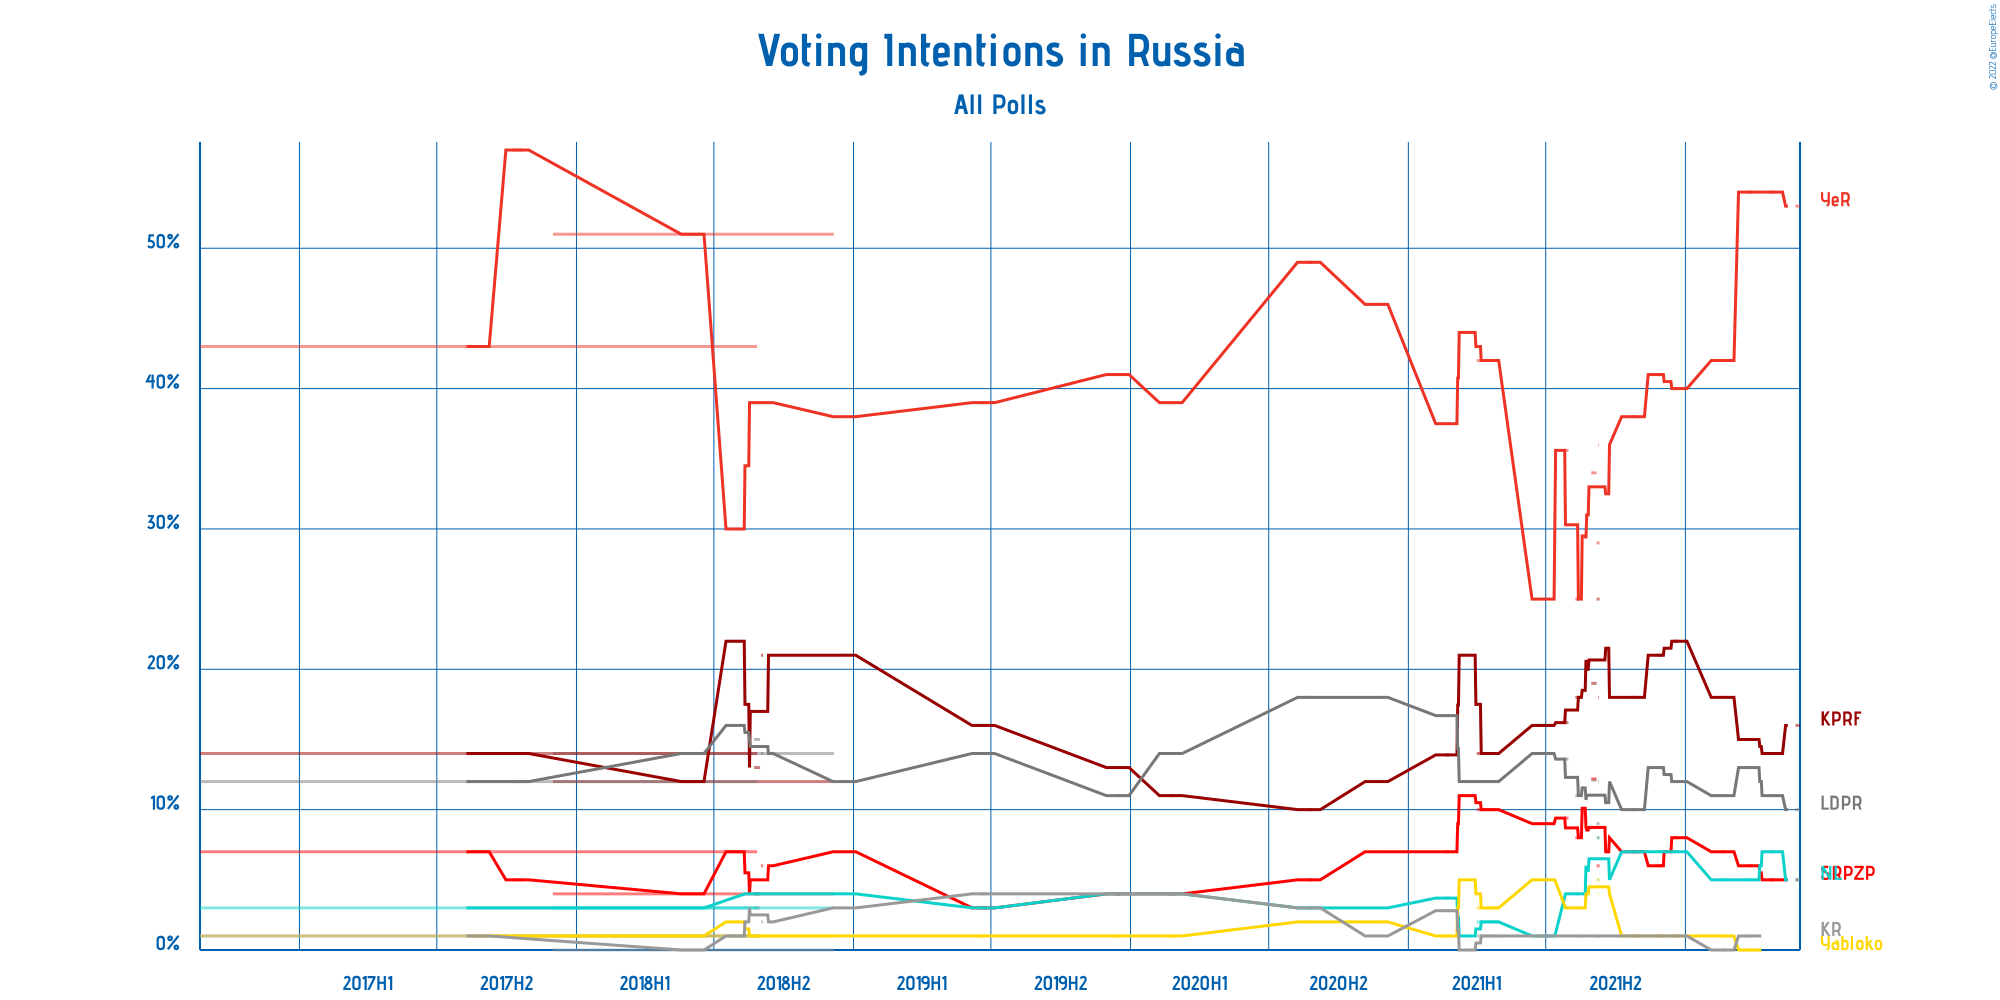 © 2022 @EuropeElects
Voting Intentions in Russia
All Polls
YeR
50%
40%
30%
20%
KPRF
10%
LDPR
SRPZP
KR
0%
Yabloko
2017H1 2017H2 2018H1 2018H2 2019H1 2019H2 2020H1 2020H2 2021H1 2021H2